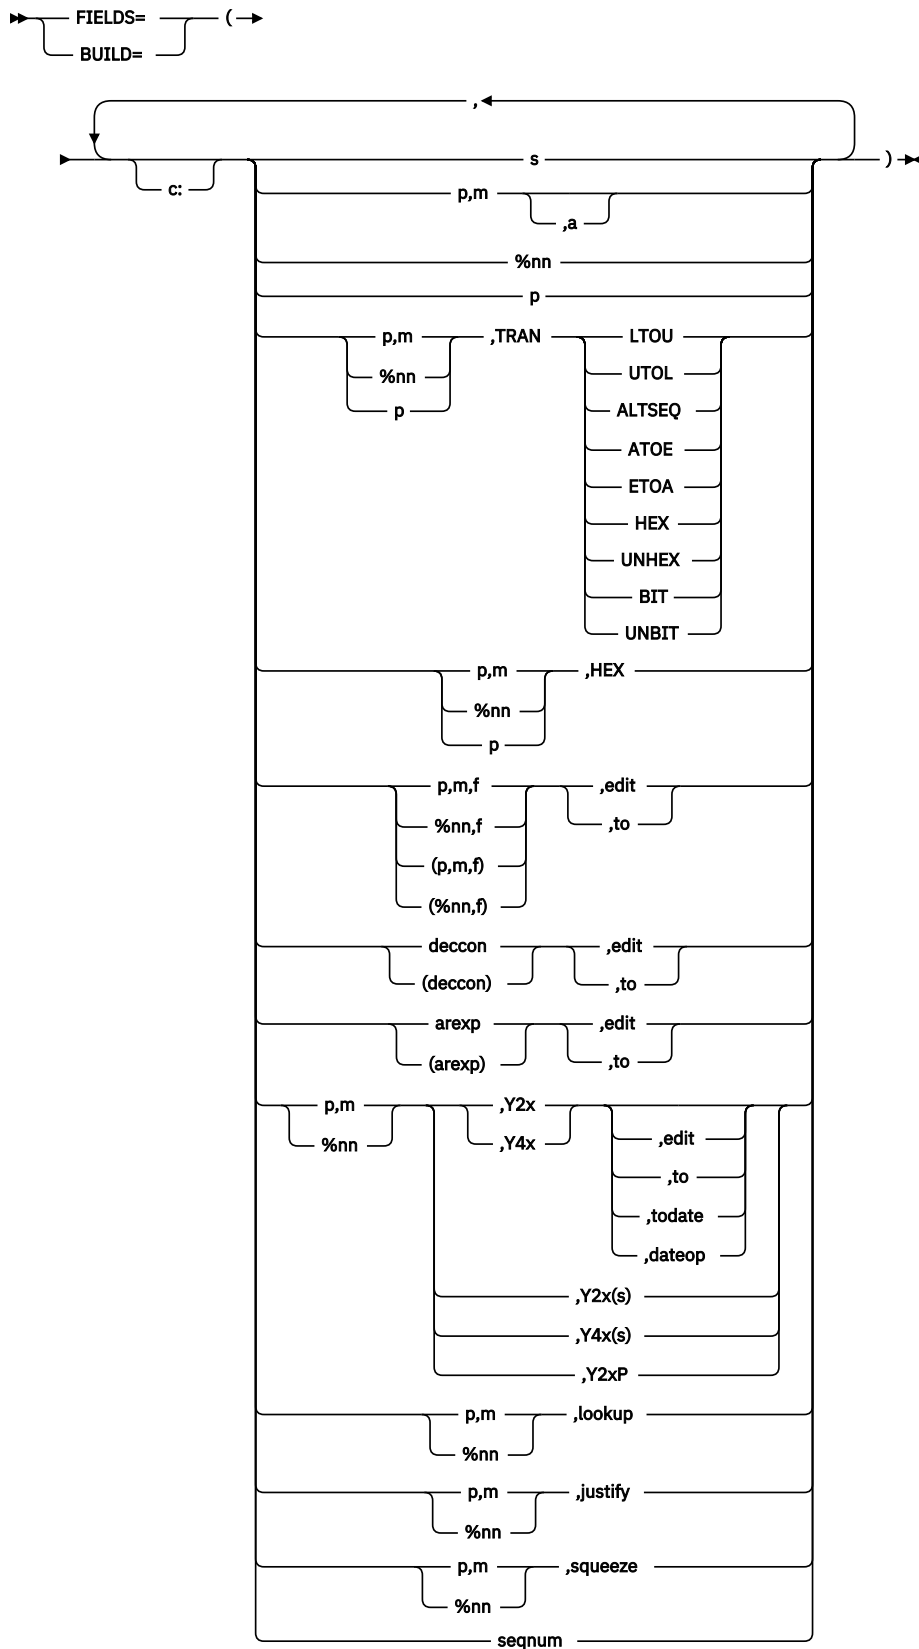 FIELDS= (
BUILD=
,
s )
c:
p,m
,a
%nn
p
p,m ,TRAN LTOU
%nn UTOL
p ALTSEQ
ATOE
ETOA
HEX
UNHEX
BIT
UNBIT
p,m ,HEX
%nn
p
p,m,f ,edit
%nn,f ,to
(p,m,f)
(%nn,f)
deccon ,edit
(deccon) ,to
arexp ,edit
(arexp) ,to
p,m ,Y2x
%nn ,Y4x ,edit
,to
,todate
,dateop
,Y2x(s)
,Y4x(s)
,Y2xP
p,m ,lookup
%nn
p,m ,justify
%nn
p,m ,squeeze
%nn
seqnum